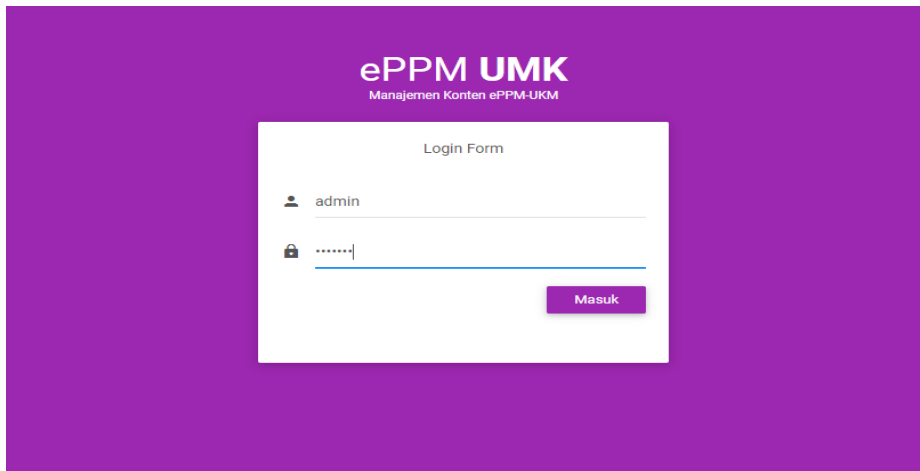 ePPM UMK
Manajemen Konten ePPM-UKM
Login Form
admin
•••••••
Masuk